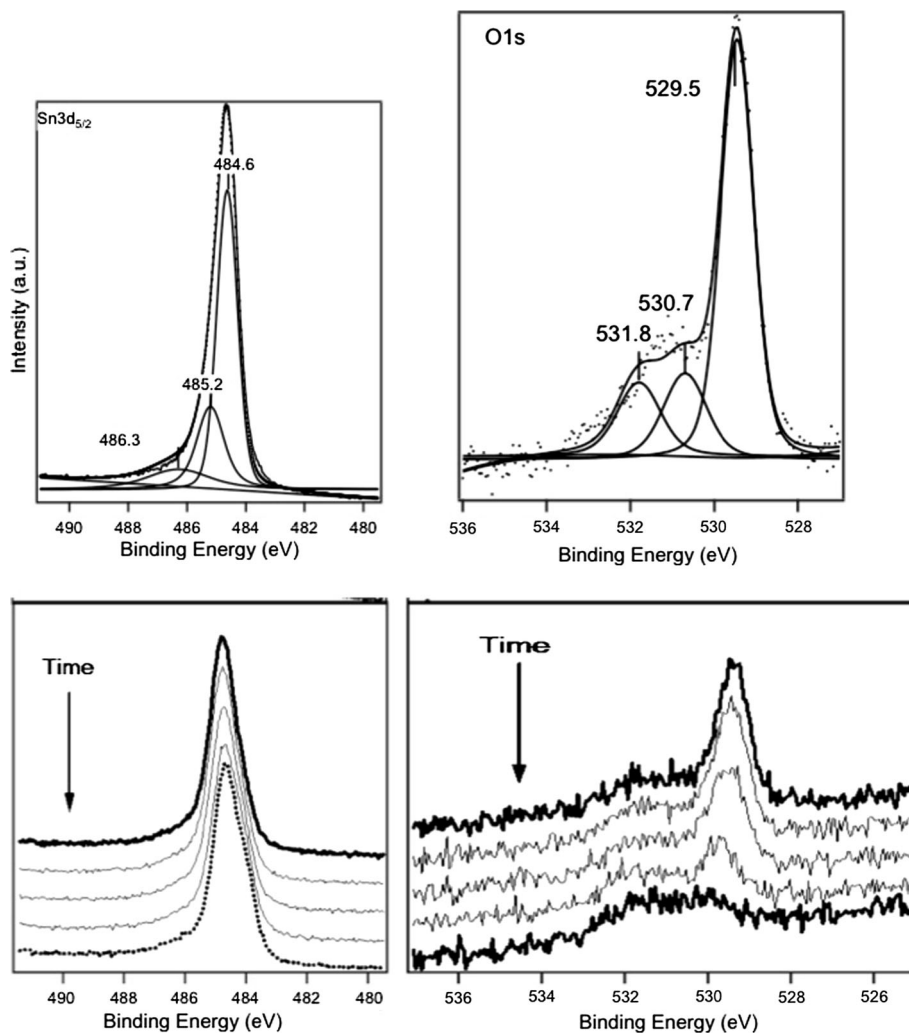 Sn3d5/2
484.6
485.2
486.3
Intensity (a.u.)
490 488 486 484 482 480
Binding Energy (eV)
O1s
529.5
530.7
531.8
536 534 532 530 528
Binding Energy (eV)
Time
490 488 486 484 482 480
Binding Energy (eV)
Time
536 534 532 530 528 526
Binding Energy (eV)